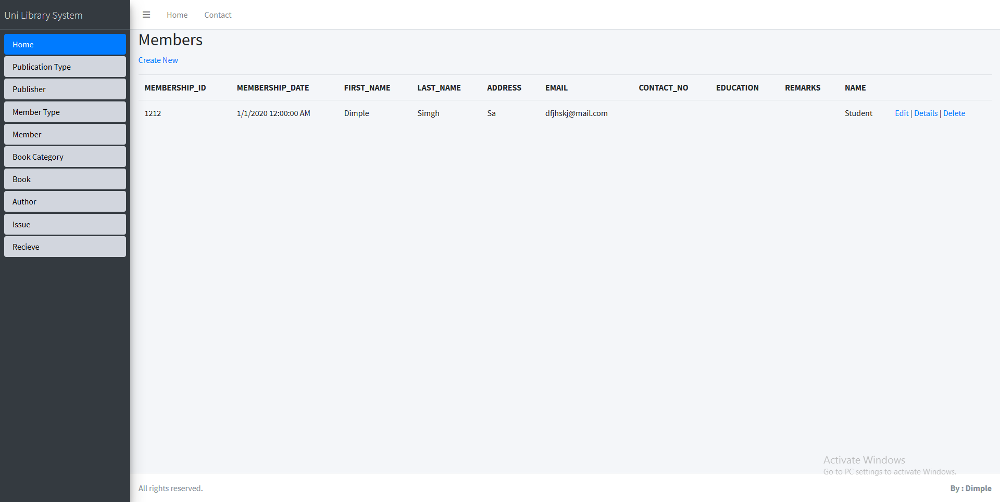 Uni Library System
Home
Publication Type
Publisher
Member Type
Member
Book Category
Book
Author
Issue
Recieve
Home Contact
Members
Create New
MEMBERSHIP_ID MEMBERSHIP_DATE FIRST_NAME LAST_NAME ADDRESS EMAIL CONTACT_NO EDUCATION REMARKS NAME
1212 1/1/2020 12:00:00 AM Dimple Simgh Sa dfjhskj@mail.com Student Edit | Details | Delete
Activate Windows
Go to PC settings to activate Windows.
All rights reserved. By : Dimple